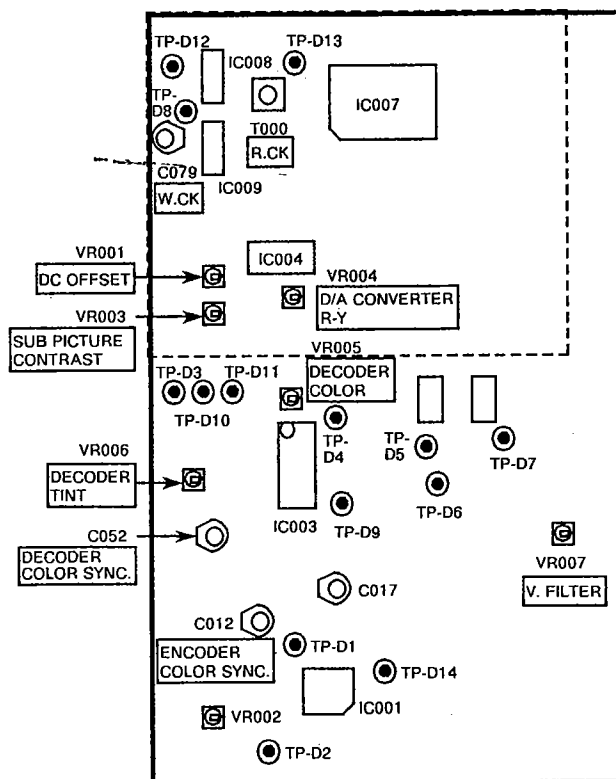 TP-D12
TP-D13
IC008
TP-
D8
IC007
T000
R.CK
C079
IC009
W.CK
VR001
DC OFFSET
IC004
VR004
D/A CONVERTER
R-Y
VR003
SUB PICTURE
CONTRAST
VR005
DECODER
COLOR
TP-D3
TP-D11
TP-D10
TP-
D4
TP-
D5
TP-D7
VR006
DECODER
TINT
TP-D6
IC003
TP-D9
C052
DECODER
COLOR SYNC.
VR007
V. FILTER
C017
C012
ENCODER
COLOR SYNC.
TP-D1
TP-D14
IC001
VR002
TP-D2